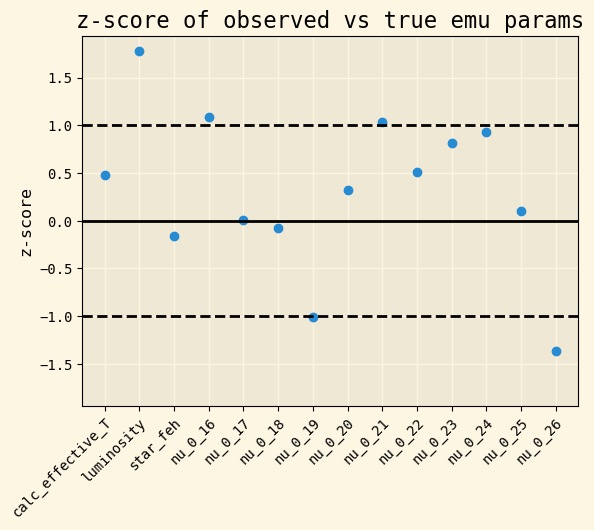 z-score of observed vs true emu params
z-score
1.5
1.0
0.5
0.0
−0.5
−1.0
−1.5
calc_effective_T
luminosity
star_feh
nu_0_16
nu_0_17
nu_0_18
nu_0_19
nu_0_20
nu_0_21
nu_0_22
nu_0_23
nu_0_24
nu_0_25
nu_0_26